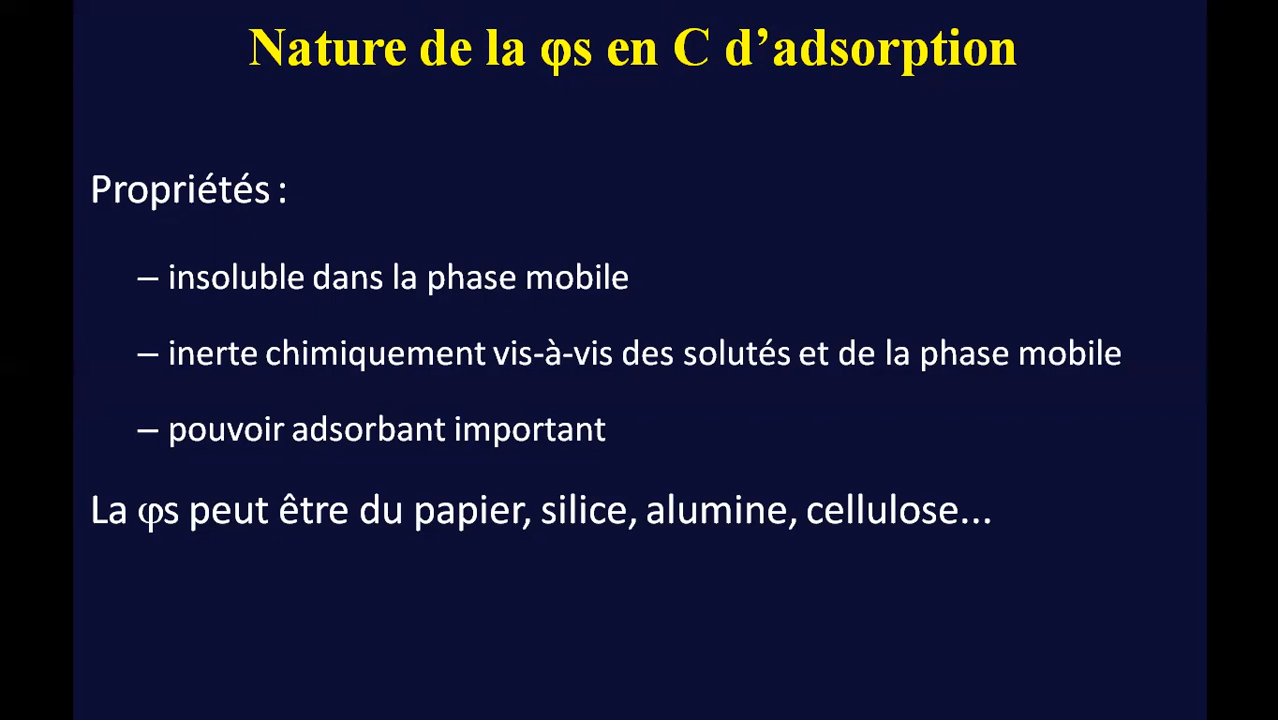 Nature de la φs en C d’adsorption
Propriétés :
– insoluble dans la phase mobile
– inerte chimiquement vis-à-vis des solutés et de la phase mobile
– pouvoir adsorbant important
La φs peut être du papier, silice, alumine, cellulose...